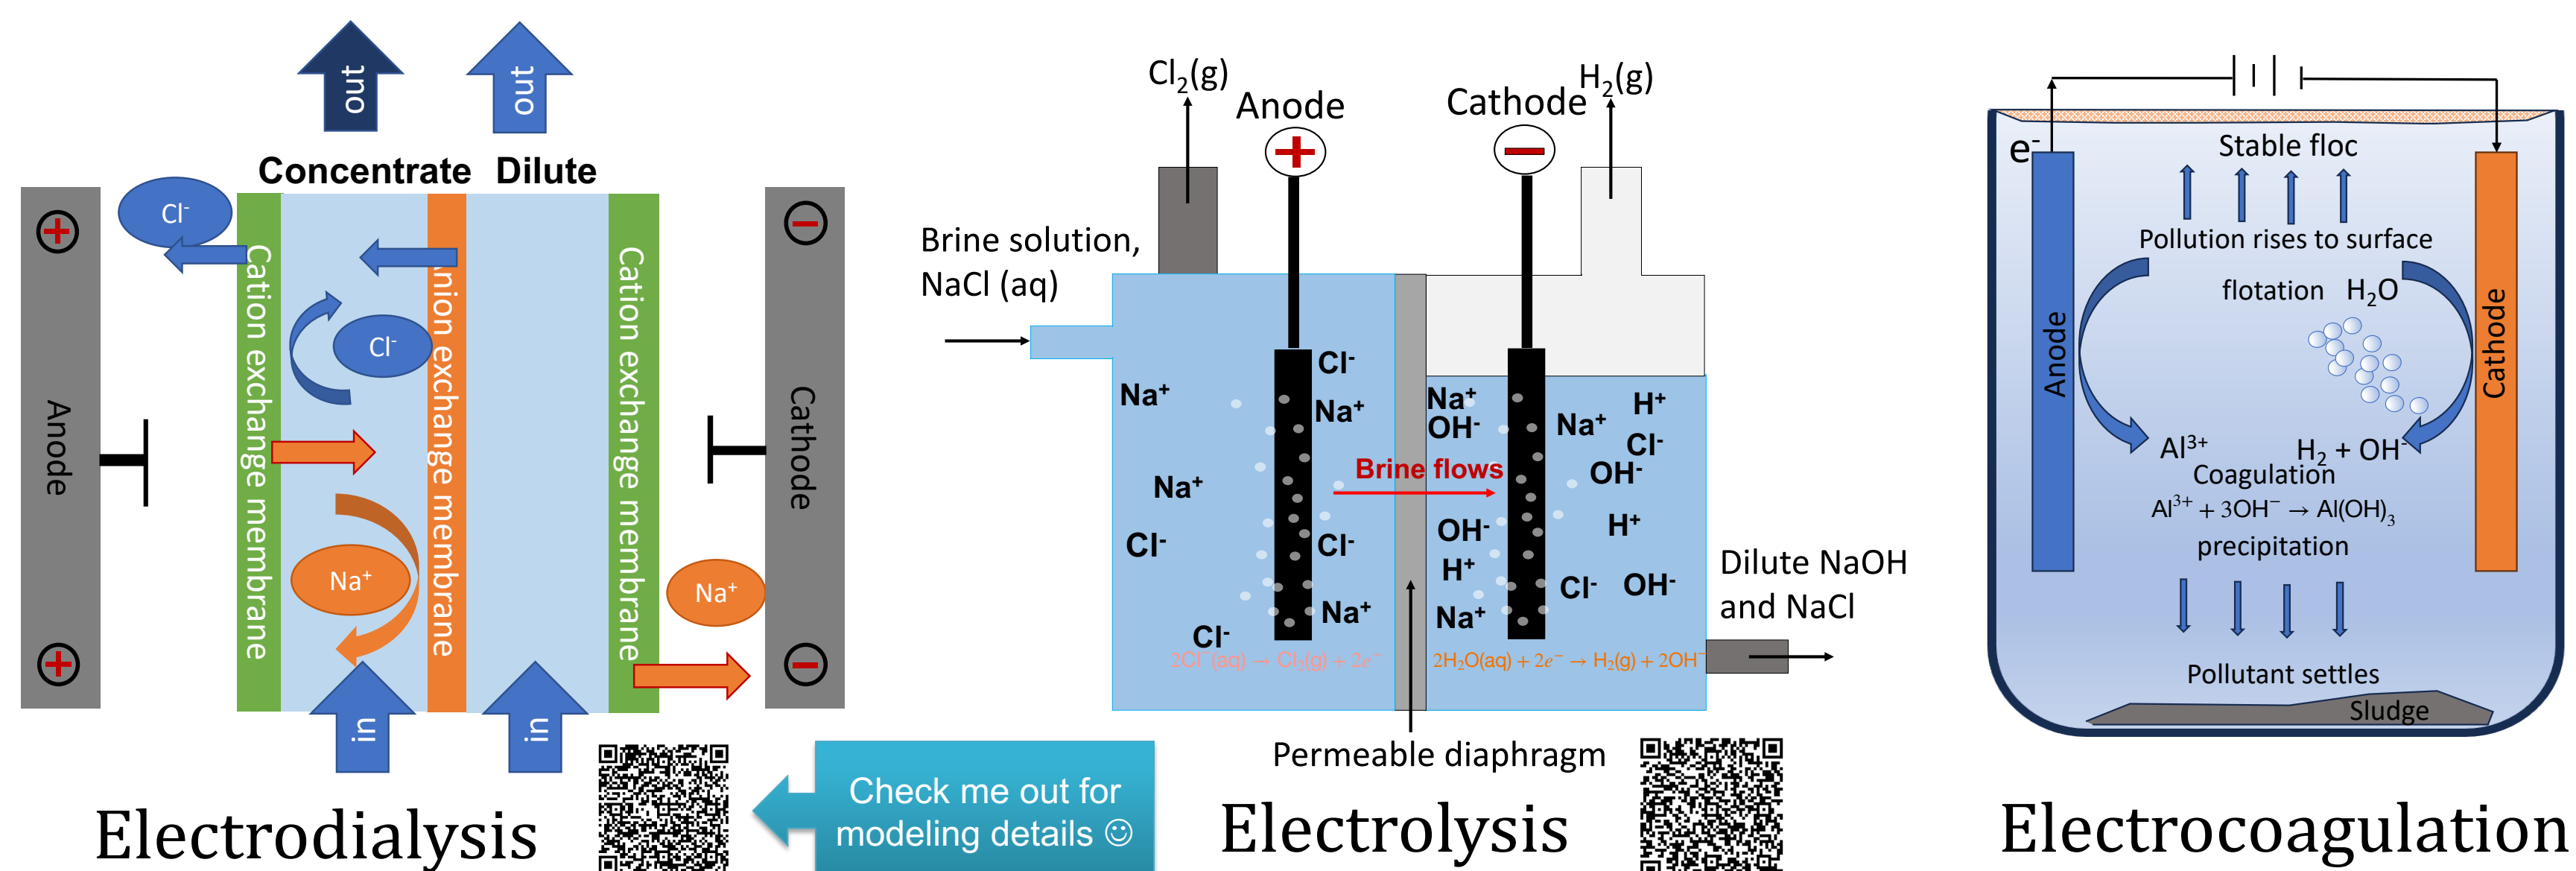 out
out
Concentrate
Dilute
Cl⁻
Cl⁻
Na⁺
Na⁺
+
+
−
−
Anode
Cation exchange membrane
Anion exchange membrane
Cation exchange membrane
Cathode
in
in
Electrodialysis
Check me out for
modeling details ☺
Cl₂(g)
H₂(g)
Anode
Cathode
+
−
Brine solution,
NaCl (aq)
Na⁺
Na⁺
Cl⁻
Cl⁻
Cl⁻
Na⁺
Cl⁻
Na⁺
Brine flows
Na⁺
OH⁻
OH⁻
H⁺
Na⁺
Na⁺
H⁺
Cl⁻
OH⁻
H⁺
Cl⁻
OH⁻
2Cl⁻(aq) → Cl₂(g) + 2e⁻
2H₂O(aq) + 2e⁻ → H₂(g) + 2OH⁻
Dilute NaOH
and NaCl
Permeable diaphragm
Electrolysis
e⁻
Anode
Cathode
Stable floc
Pollution rises to surface
flotation H₂O
Al³⁺
H₂ + OH⁻
Coagulation
Al³⁺ + 3OH⁻ → Al(OH)₃
precipitation
Pollutant settles
Sludge
Electrocoagulation